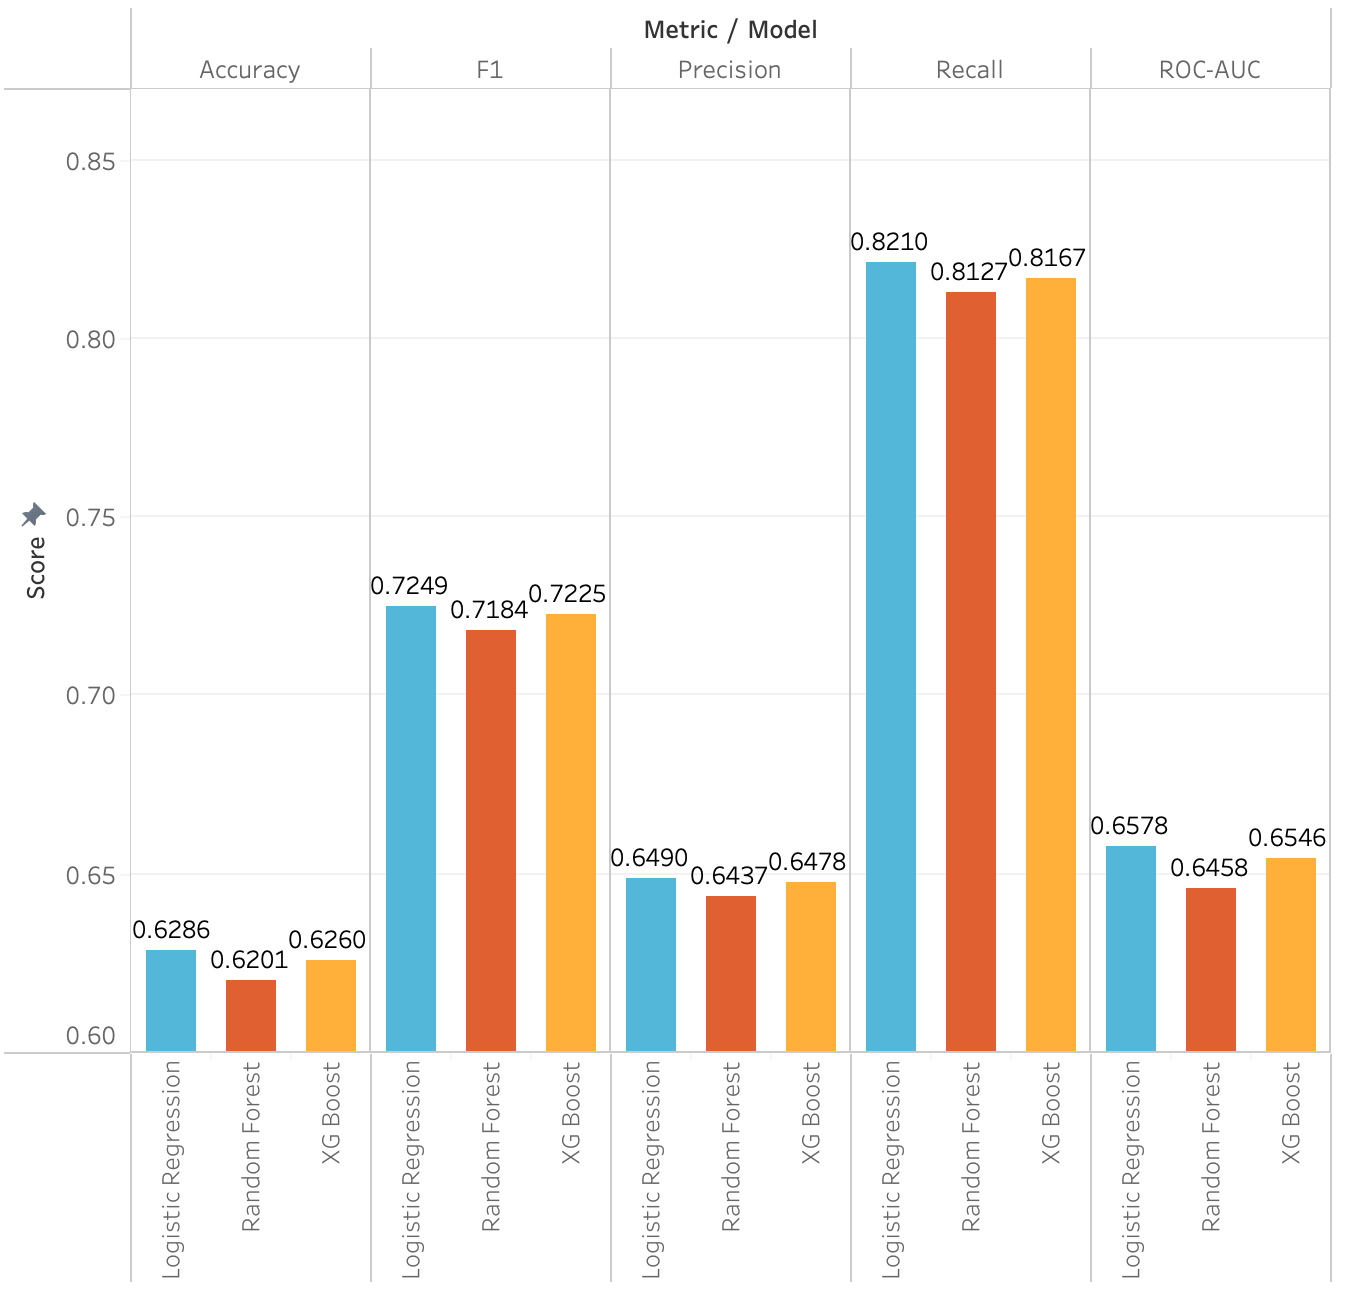 Metric / Model
Accuracy
F1
Precision
Recall
ROC-AUC
Score
0.85
0.80
0.75
0.70
0.65
0.60
0.6286
0.6201
0.6260
0.7249
0.7184
0.7225
0.6490
0.6437
0.6478
0.8210
0.8127
0.8167
0.6578
0.6458
0.6546
Logistic Regression
Random Forest
XG Boost
Logistic Regression
Random Forest
XG Boost
Logistic Regression
Random Forest
XG Boost
Logistic Regression
Random Forest
XG Boost
Logistic Regression
Random Forest
XG Boost